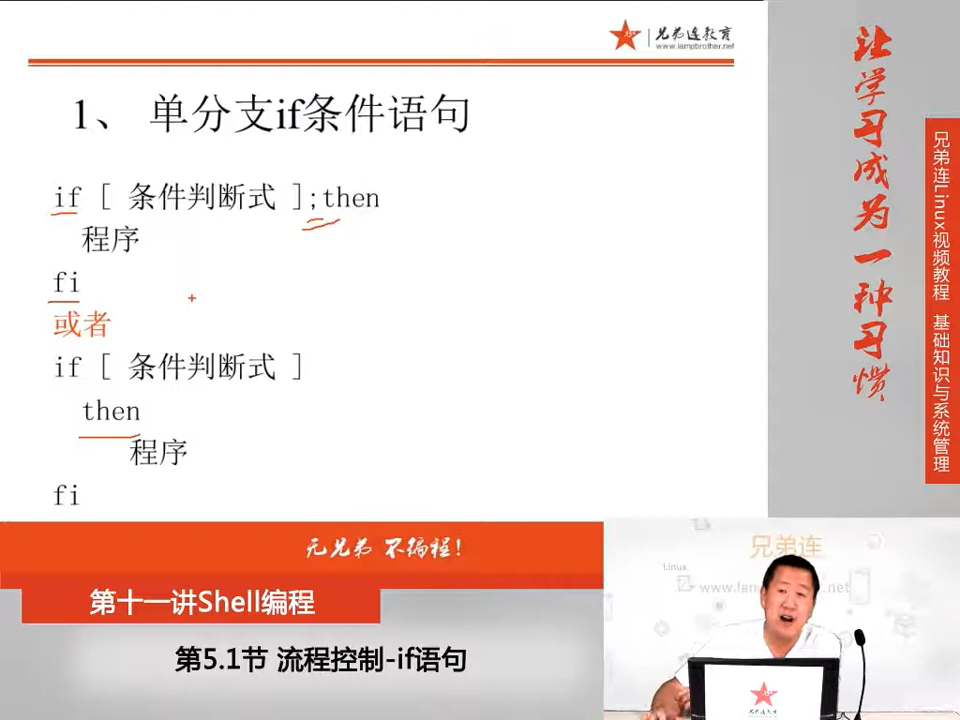 兄弟连教育
www.lampbrother.net
1、 单分支if条件语句
if [ 条件判断式 ];then
程序
fi
或者
if [ 条件判断式 ]
then
程序
fi
让学习成为一种习惯
兄弟连Linux视频教程 基础知识与系统管理
无兄弟 不编程！
第十一讲Shell编程
第5.1节 流程控制-if语句
兄弟连
Linux